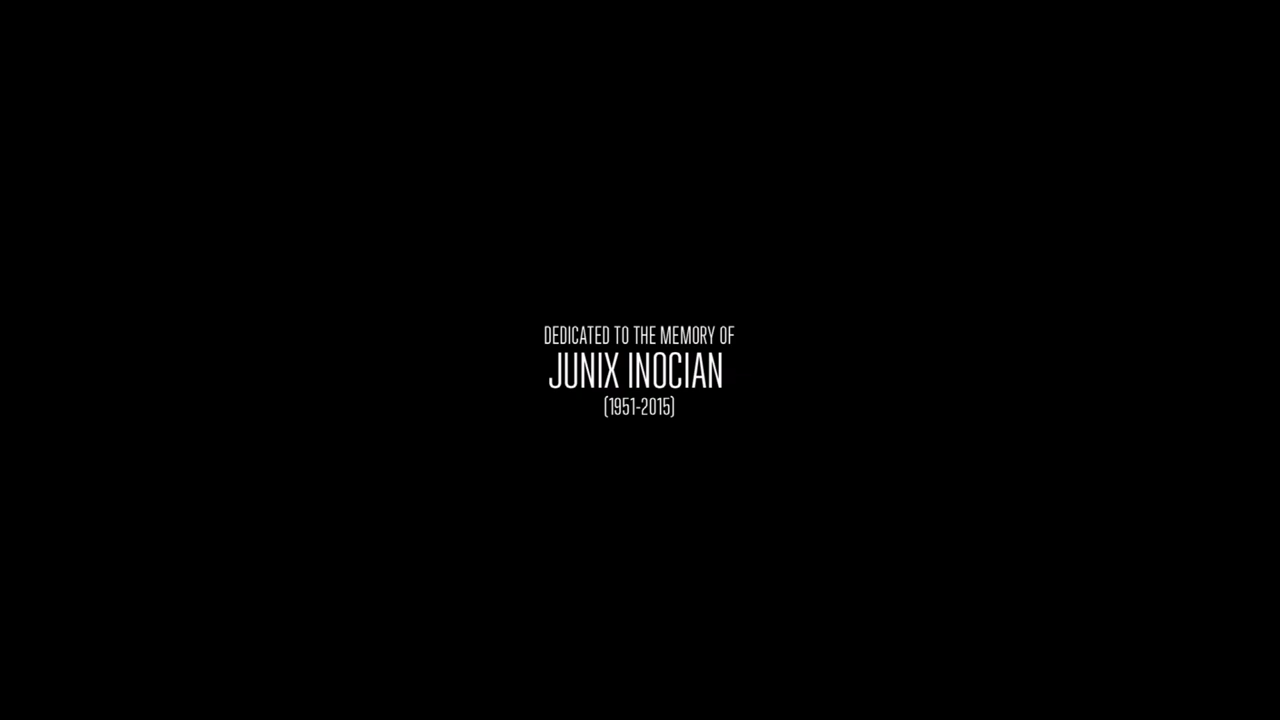 DEDICATED TO THE MEMORY OF
JUNIX INOCIAN
(1951-2015)